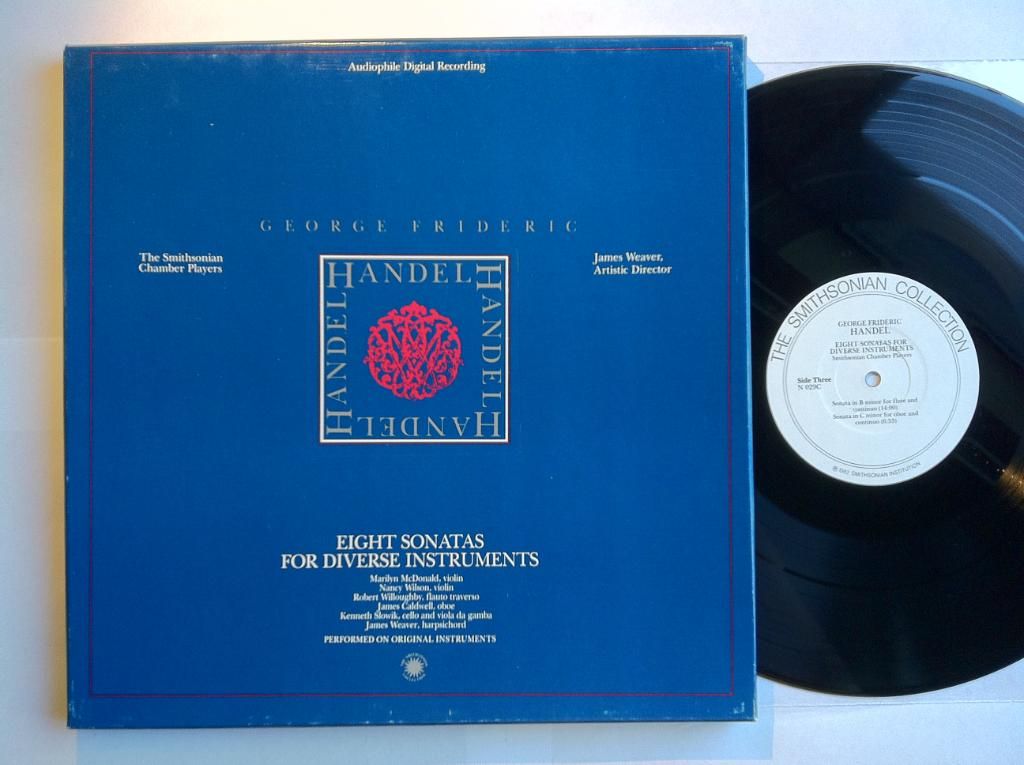 Audiophile Digital Recording
GEORGE FRIDERIC
The Smithsonian
Chamber Players
James Weaver,
Artistic Director
HANDEL
HANDEL
HANDEL
HANDEL
EIGHT SONATAS
FOR DIVERSE INSTRUMENTS
Marilyn McDonald, violin
Nancy Wilson, violin
Robert Willoughby, flauto traverso
James Caldwell, oboe
Kenneth Slowik, cello and viola da gamba
James Weaver, harpsichord
PERFORMED ON ORIGINAL INSTRUMENTS
THE SMITHSONIAN COLLECTION
GEORGE FRIDERIC
HANDEL
EIGHT SONATAS FOR
DIVERSE INSTRUMENTS
Smithsonian Chamber Players
Side Three
N 029C
Sonata in B minor for flute and
continuo (14:00)
Sonata in C minor for oboe and
continuo
℗ 1982 SMITHSONIAN INSTITUTION